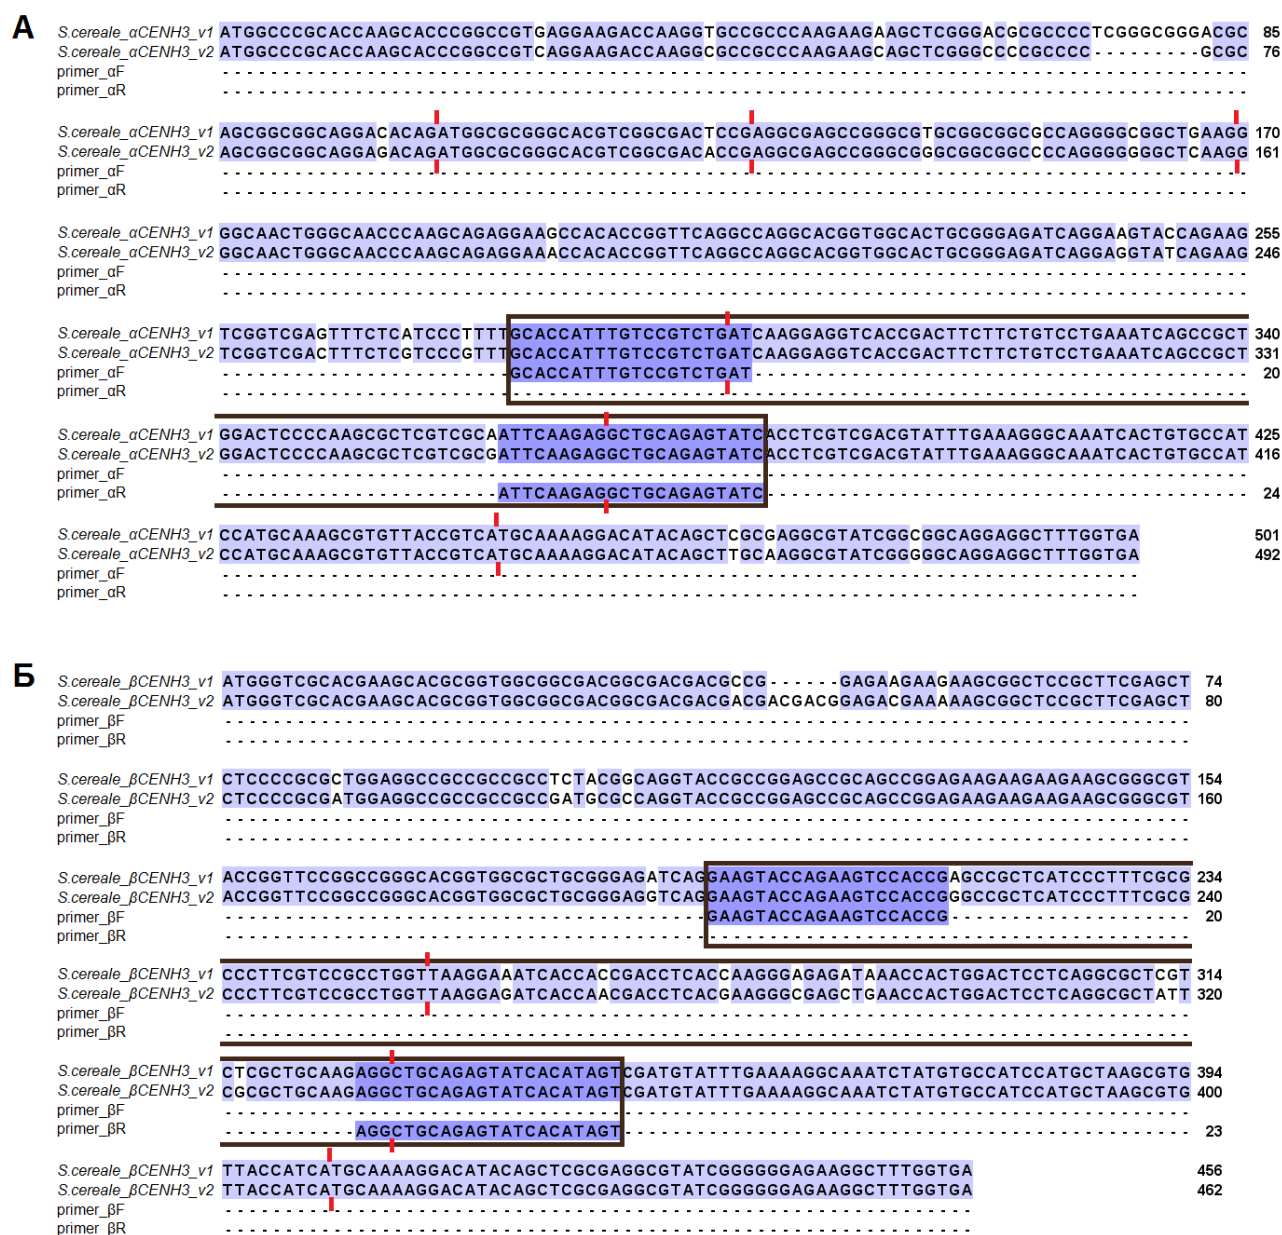 А
S.cereale_αCENH3_v1 ATGGCCCGCACCAAGCACCCGGCCGTGAGGAAGACCAAGGTGCCGCCCAAGAAGAAGCTCGGGACGCGCCCCTCGGGCGGGACGC 85
S.cereale_αCENH3_v2 ATGGCCCGCACCAAGCACCCGGCCGTCAGGAAGACCAAGGCGCCGCCCAAGAAGCAGCTCGGGCCCCGCCCC---------GCGC 76
primer_αF -------------------------------------------------------------------------------------
primer_αR -------------------------------------------------------------------------------------
S.cereale_αCENH3_v1 AGCGGCGGCAGGACACAGATGGCGCGGGCACGTCGGCGACTCCGAGGCGAGCCGGGCGTGCGGCGGCGCCAGGGGCGGCTGAAGG 170
S.cereale_αCENH3_v2 AGCGGCGGCAGGAGACAGATGGCGCGGGCACGTCGGCGACACCGAGGCGAGCCGGGCGGGCGGCGGCCCCAGGGGGGGCTCAAGG 161
primer_αF -------------------------------------------------------------------------------------
primer_αR -------------------------------------------------------------------------------------
S.cereale_αCENH3_v1 GGCAACTGGGCAACCCAAGCAGAGGAAGCCACACCGGTTCAGGCCAGGCACGGTGGCACTGCGGGAGATCAGGAAGTACCAGAAG 255
S.cereale_αCENH3_v2 GGCAACTGGGCAACCCAAGCAGAGGAAACCACACCGGTTCAGGCCAGGCACGGTGGCACTGCGGGAGATCAGGAGGTATCAGAAG 246
primer_αF -------------------------------------------------------------------------------------
primer_αR -------------------------------------------------------------------------------------
S.cereale_αCENH3_v1 TCGGTCGAGTTTCTCATCCCTTTTGCACCATTTGTCCGTCTGATCAAGGAGGTCACCGACTTCTTCTGTCCTGAAATCAGCCGCT 340
S.cereale_αCENH3_v2 TCGGTCGACTTTCTCGTCCCGTTTGCACCATTTGTCCGTCTGATCAAGGAGGTCACCGACTTCTTCTGTCCTGAAATCAGCCGCT 331
primer_αF ------------------------GCACCATTTGTCCGTCTGAT----------------------------------------- 20
primer_αR -------------------------------------------------------------------------------------
S.cereale_αCENH3_v1 GGACTCCCCAAGCGCTCGTCGCAATTCAAGAGGCTGCAGAGTATCACCTCGTCGACGTATTTGAAAGGGCAAATCACTGTGCCAT 425
S.cereale_αCENH3_v2 GGACTCCCCAAGCGCTCGTCGCGATTCAAGAGGCTGCAGAGTATCACCTCGTCGACGTATTTGAAAGGGCAAATCACTGTGCCAT 416
primer_αF -------------------------------------------------------------------------------------
primer_αR -----------------------ATTCAAGAGGCTGCAGAGTATC---------------------------------------- 24
S.cereale_αCENH3_v1 CCATGCAAAGCGTGTTACCGTCATGCAAAAGGACATACAGCTCGCGAGGCGTATCGGCGGCAGGAGGCTTTGGTGA 501
S.cereale_αCENH3_v2 CCATGCAAAGCGTGTTACCGTCATGCAAAAGGACATACAGCTTGCAAGGCGTATCGGGGGCAGGAGGCTTTGGTGA 492
primer_αF ----------------------------------------------------------------------------
primer_αR ----------------------------------------------------------------------------
Б
S.cereale_βCENH3_v1 ATGGGTCGCACGAAGCACGCGGTGGCGGCGACGGCGACGACGCCG------GAGAAGAAGAAGCGGCTCCGCTTCGAGCT 74
S.cereale_βCENH3_v2 ATGGGTCGCACGAAGCACGCGGTGGCGGCGACGGCGACGACGACGACGACGGAGACGAAAAAGCGGCTCCGCTTCGAGCT 80
primer_βF --------------------------------------------------------------------------------
primer_βR --------------------------------------------------------------------------------
S.cereale_βCENH3_v1 CTCCCCGCGCTGGAGGCCGCCGCCGCCTCTACGGCAGGTACCGCCGGAGCCGCAGCCGGAGAAGAAGAAGAAGCGGGCGT 154
S.cereale_βCENH3_v2 CTCCCCGCGATGGAGGCCGCCGCCGCCGATGCGCCAGGTACCGCCGGAGCCGCAGCCGGAGAAGAAGAAGAAGCGGGCGT 160
primer_βF --------------------------------------------------------------------------------
primer_βR --------------------------------------------------------------------------------
S.cereale_βCENH3_v1 ACCGGTTCCGGCCGGGCACGGTGGCGCTGCGGGAGATCAGGAAGTACCAGAAGTCCACCGAGCCGCTCATCCCTTTCGCG 234
S.cereale_βCENH3_v2 ACCGGTTCCGGCCGGGCACGGTGGCGCTGCGGGAGGTCAGGAAGTACCAGAAGTCCACCGGGCCGCTCATCCCTTTCGCG 240
primer_βF ----------------------------------------GAAGTACCAGAAGTCCACCG-------------------- 20
primer_βR --------------------------------------------------------------------------------
S.cereale_βCENH3_v1 CCCTTCGTCCGCCTGGTTAAGGAAATCACCACCGACCTCACCAAGGGAGAGATAAACCACTGGACTCCTCAGGCGCTCGT 314
S.cereale_βCENH3_v2 CCCTTCGTCCGCCTGGTTAAGGAGATCACCAACGACCTCACGAAGGGCGAGCTGAACCACTGGACTCCTCAGGCGCTATT 320
primer_βF --------------------------------------------------------------------------------
primer_βR --------------------------------------------------------------------------------
S.cereale_βCENH3_v1 CTCGCTGCAAGAGGCTGCAGAGTATCACATAGTCGATGTATTTGAAAAGGCAAATCTATGTGCCATCCATGCTAAGCGTG 394
S.cereale_βCENH3_v2 CGCGCTGCAAGAGGCTGCAGAGTATCACATAGTCGATGTATTTGAAAAGGCAAATCTATGTGCCATCCATGCTAAGCGTG 400
primer_βF --------------------------------------------------------------------------------
primer_βR -----------AGGCTGCAGAGTATCACATAGT----------------------------------------------- 23
S.cereale_βCENH3_v1 TTACCATCATGCAAAAGGACATACAGCTCGCGAGGCGTATCGGGGGGAGAAGGCTTTGGTGA 456
S.cereale_βCENH3_v2 TTACCATCATGCAAAAGGACATACAGCTCGCGAGGCGTATCGGGGGGAGAAGGCTTTGGTGA 462
primer_βF --------------------------------------------------------------
primer_βR --------------------------------------------------------------